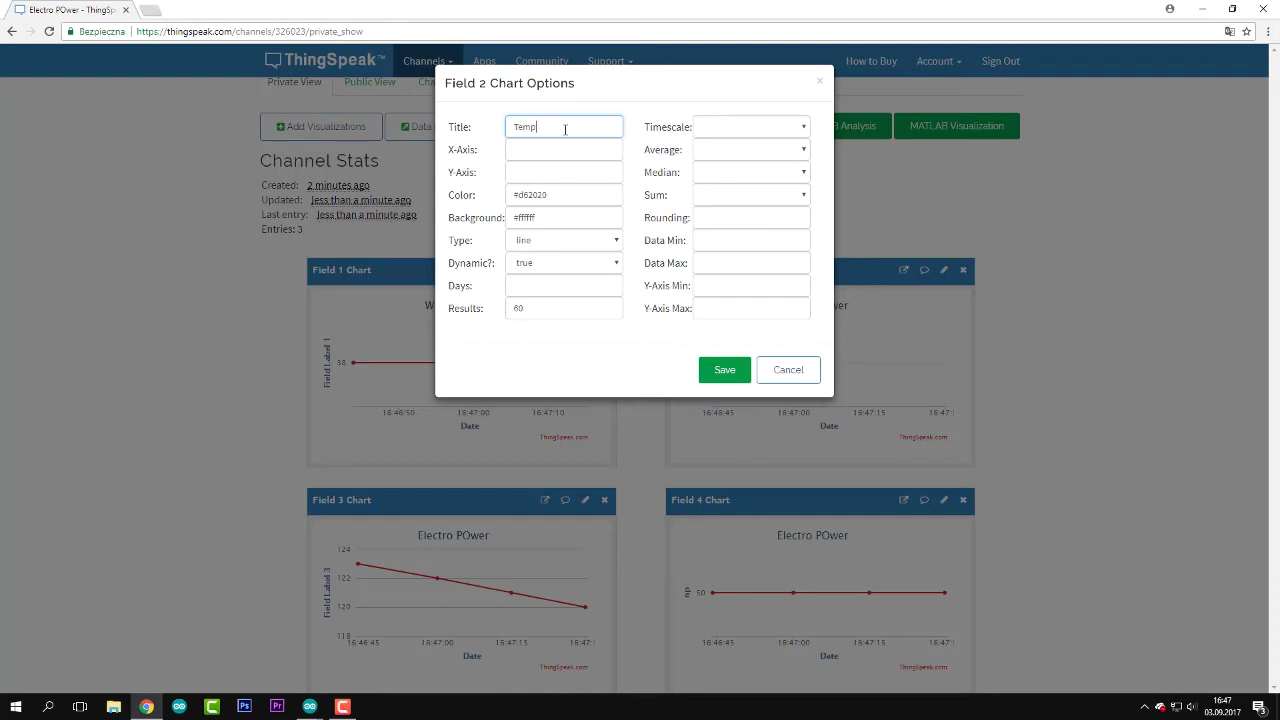 Electro POwer - ThingSp
Bezpieczna
https://thingspeak.com/channels/326023/private_show
ThingSpeak™
Channels
Apps
Community
Support
How to Buy
Account
Sign Out
Private View
Public View
Add Visualizations
Data
Analysis
MATLAB Visualization
Channel Stats
Created: 2 minutes ago
Updated: less than a minute ago
Last entry: less than a minute ago
Entries: 3
Field 2 Chart Options
×
Title: Temp
X-Axis:
Y-Axis:
Color: #d62020
Background: #ffffff
Type: line
Dynamic?: true
Days:
Results: 60
Timescale:
Average:
Median:
Sum:
Rounding:
Data Min:
Data Max:
Y-Axis Min:
Y-Axis Max:
Save
Cancel
Field 1 Chart
Field Label 1
38
16:46:50 16:47:00 16:47:10
Date
ThingSpeak.com
16:46:45 16:47:00 16:47:15
Date
ThingSpeak.com
Field 3 Chart
Electro POwer
Field Label 3
124
122
120
118
16:46:45 16:47:00 16:47:15
Date
ThingSpeak.com
Field 4 Chart
Electro POwer
50
16:46:45 16:47:00 16:47:15
Date
ThingSpeak.com
16:47
03.09.2017